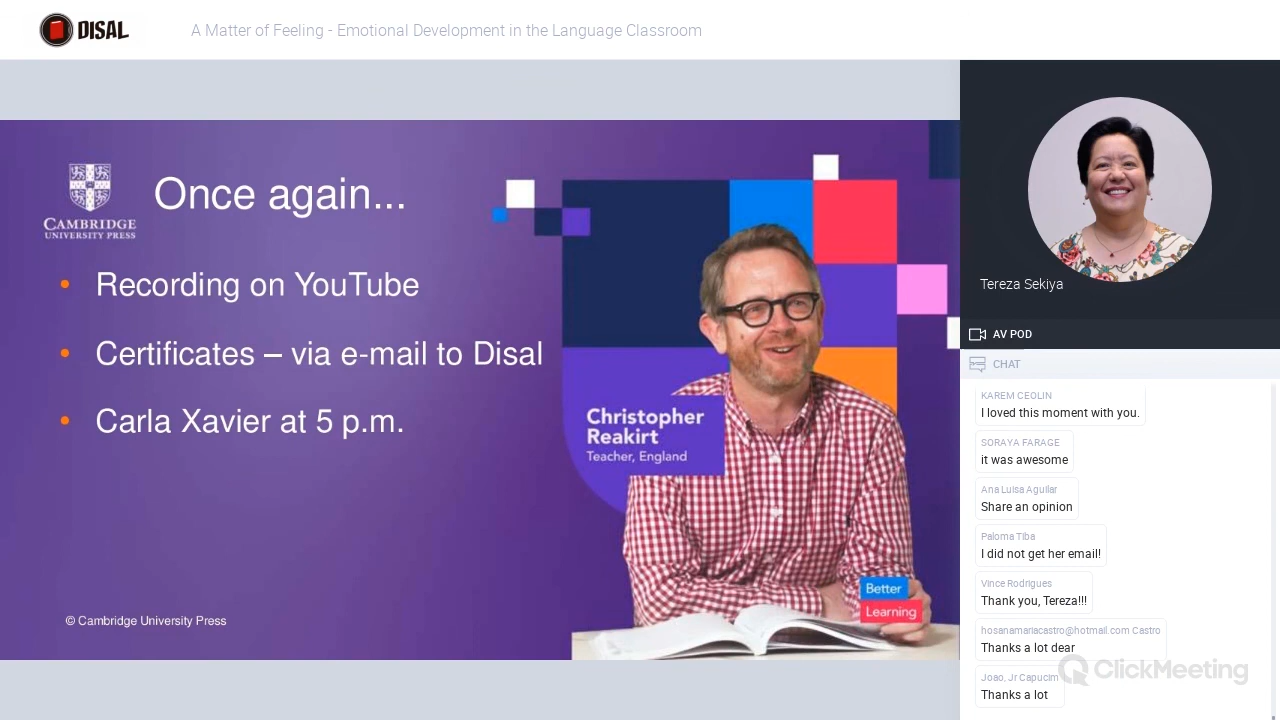 DISAL
A Matter of Feeling - Emotional Development in the Language Classroom
CAMBRIDGE
UNIVERSITY PRESS
Once again...
• Recording on YouTube
• Certificates – via e-mail to Disal
• Carla Xavier at 5 p.m.
Christopher
Reakirt
Teacher, England
Better
Learning
© Cambridge University Press
Tereza Sekiya
AV POD
CHAT
KAREM CEOLIN
I loved this moment with you.
SORAYA FARAGE
it was awesome
Ana Luisa Aguilar
Share an opinion
Paloma Tiba
I did not get her email!
Vince Rodrigues
Thank you, Tereza!!!
hosanamariacastro@hotmail.com Castro
Thanks a lot dear
Joao, Jr Capucim
Thanks a lot
ClickMeeting